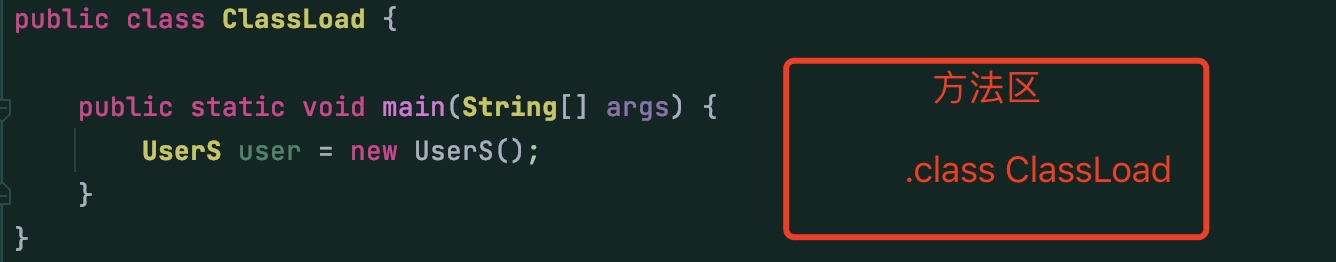 public class ClassLoad {
public static void main(String[] args) {
UserS user = new UserS();
}
}
方法区
.class ClassLoad